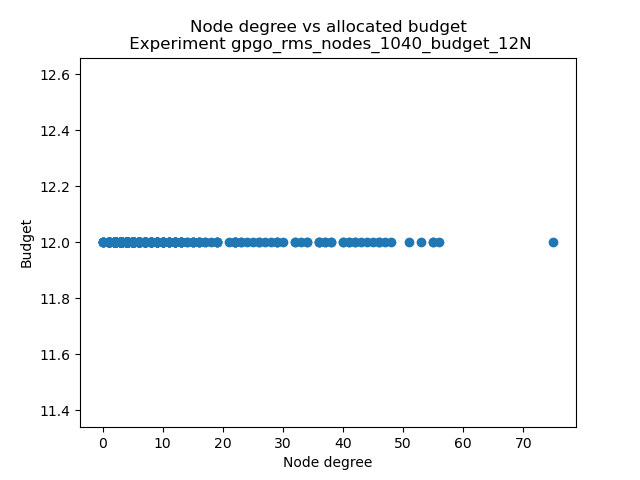 Node degree vs allocated budget
Experiment gpgo_rms_nodes_1040_budget_12N
12.6
12.4
12.2
12.0
11.8
11.6
11.4
Budget
0 10 20 30 40 50 60 70
Node degree